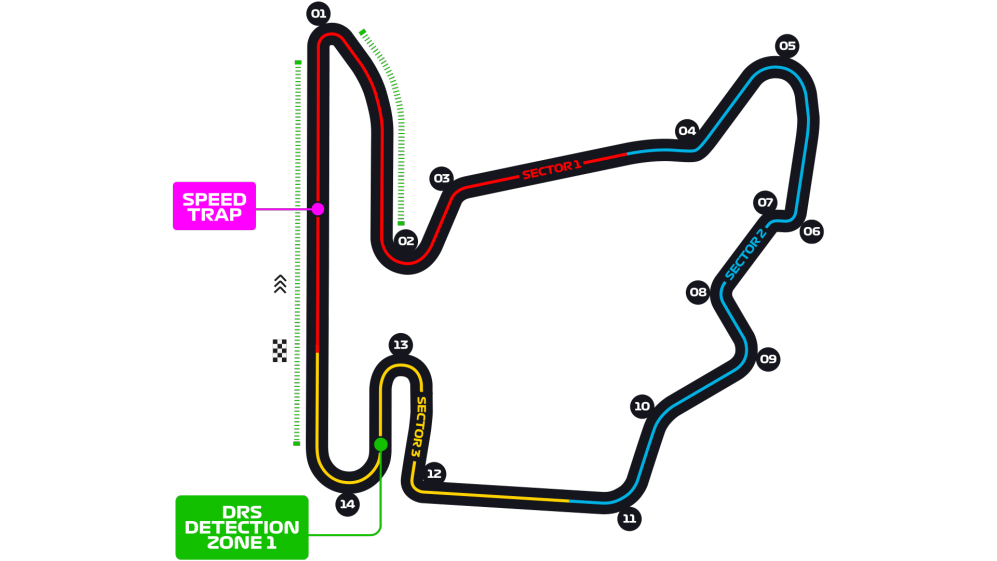 01
05
04
SECTOR 1
03
SPEED
TRAP
07
06
02
SECTOR 2
08
13
09
10
SECTOR 3
12
14
11
DRS
DETECTION
ZONE 1